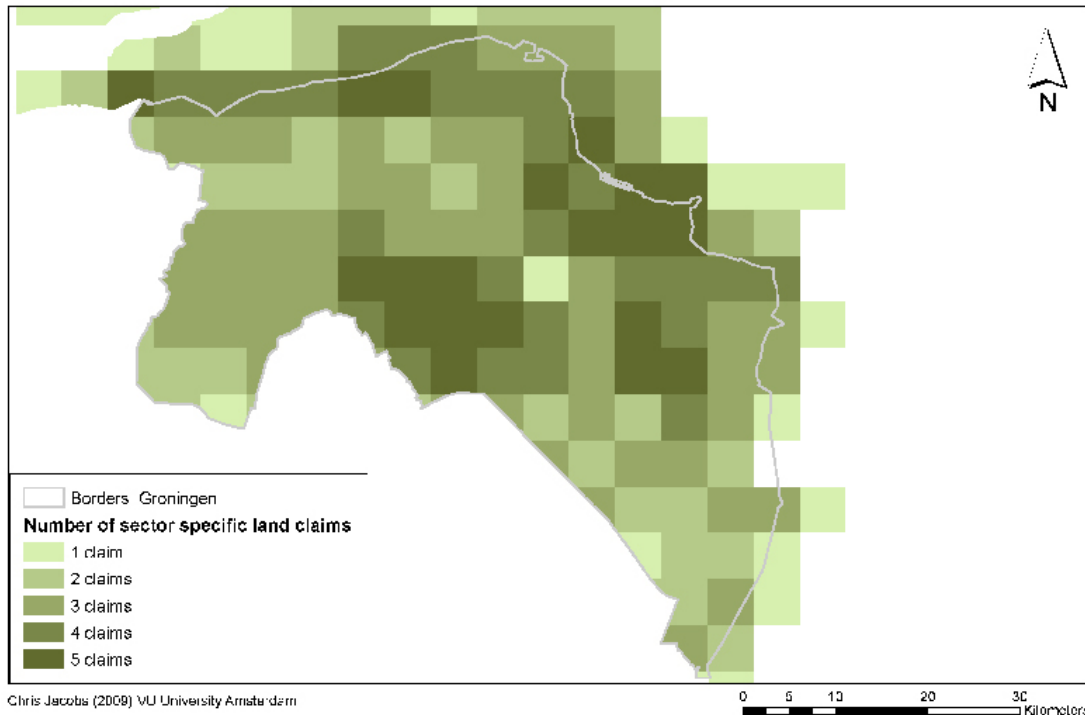 N
Borders Groningen
Number of sector specific land claims
1 claim
2 claims
3 claims
4 claims
5 claims
Chris Jacobs (2009) VU University Amsterdam
0 5 10 20 30
Kilometers